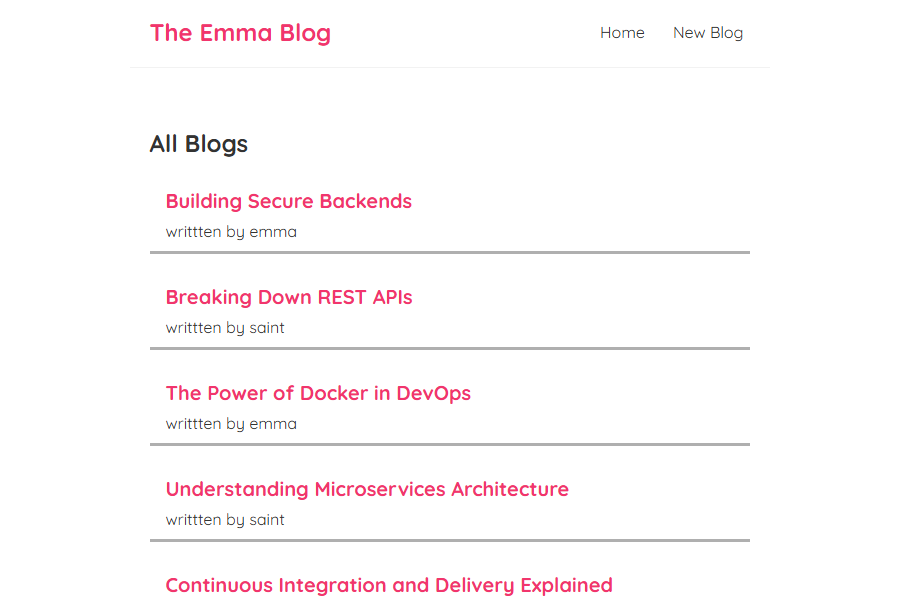 The Emma Blog
Home New Blog
All Blogs
Building Secure Backends
writtten by emma
Breaking Down REST APIs
writtten by saint
The Power of Docker in DevOps
writtten by emma
Understanding Microservices Architecture
writtten by saint
Continuous Integration and Delivery Explained